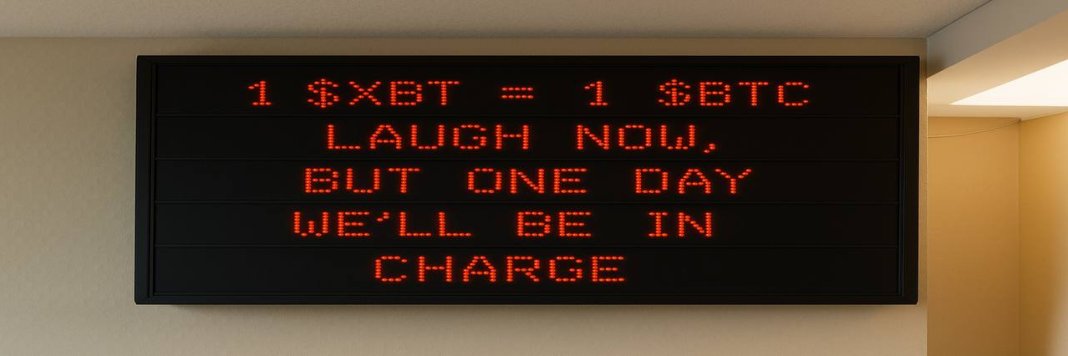 1 $XBT = 1 $BTC
LAUGH NOW,
BUT ONE DAY
WE'LL BE IN
CHARGE